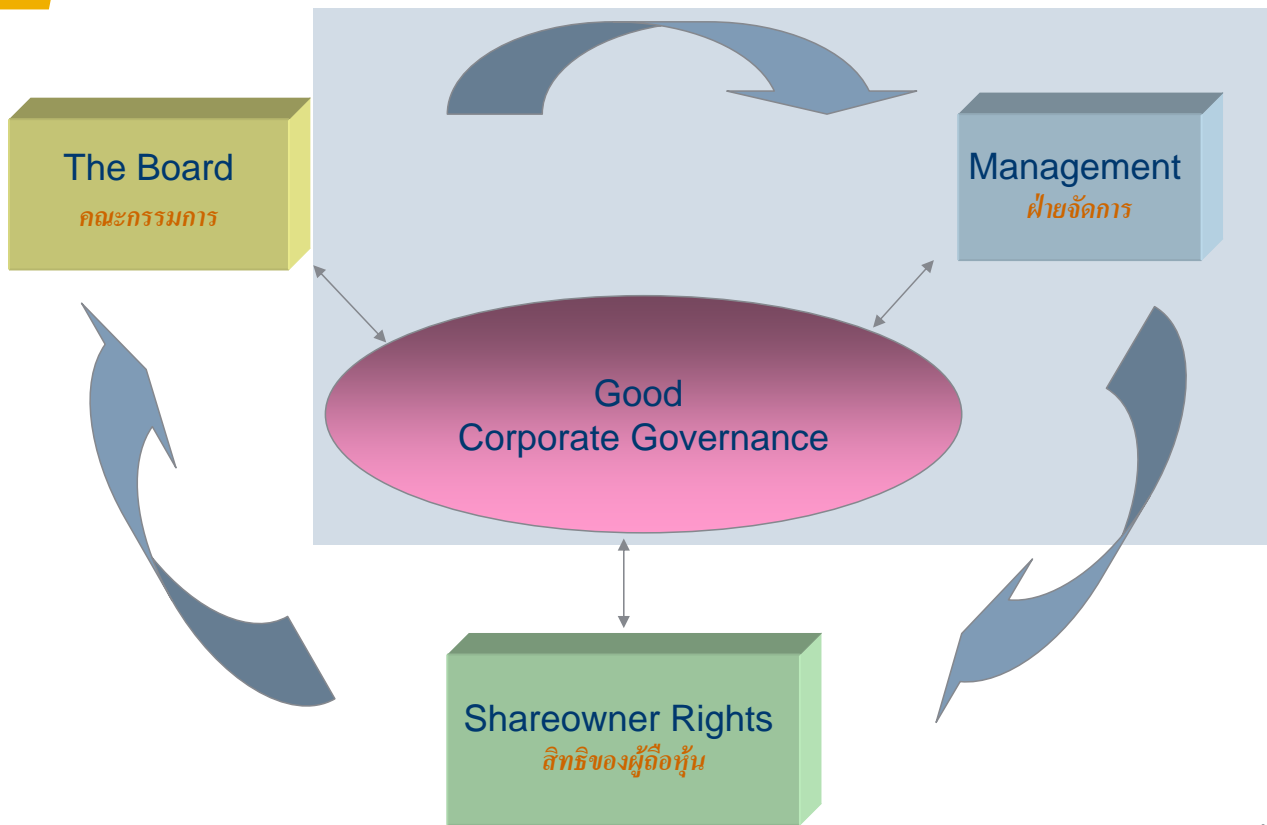 The Board
คณะกรรมการ
Management
ฝ่ายจัดการ
Good
Corporate Governance
Shareowner Rights
สิทธิของผู้ถือหุ้น